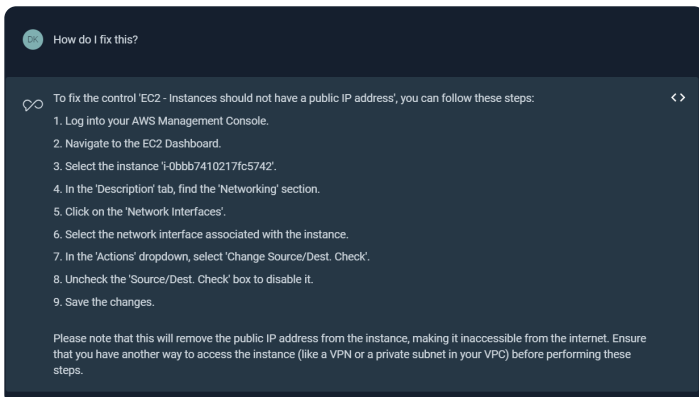 DK
How do I fix this?
To fix the control 'EC2 - Instances should not have a public IP address', you can follow these steps:
1. Log into your AWS Management Console.
2. Navigate to the EC2 Dashboard.
3. Select the instance 'i-0bbb7410217fc5742'.
4. In the 'Description' tab, find the 'Networking' section.
5. Click on the 'Network Interfaces'.
6. Select the network interface associated with the instance.
7. In the 'Actions' dropdown, select 'Change Source/Dest. Check'.
8. Uncheck the 'Source/Dest. Check' box to disable it.
9. Save the changes.
Please note that this will remove the public IP address from the instance, making it inaccessible from the internet. Ensure
that you have another way to access the instance (like a VPN or a private subnet in your VPC) before performing these
steps.